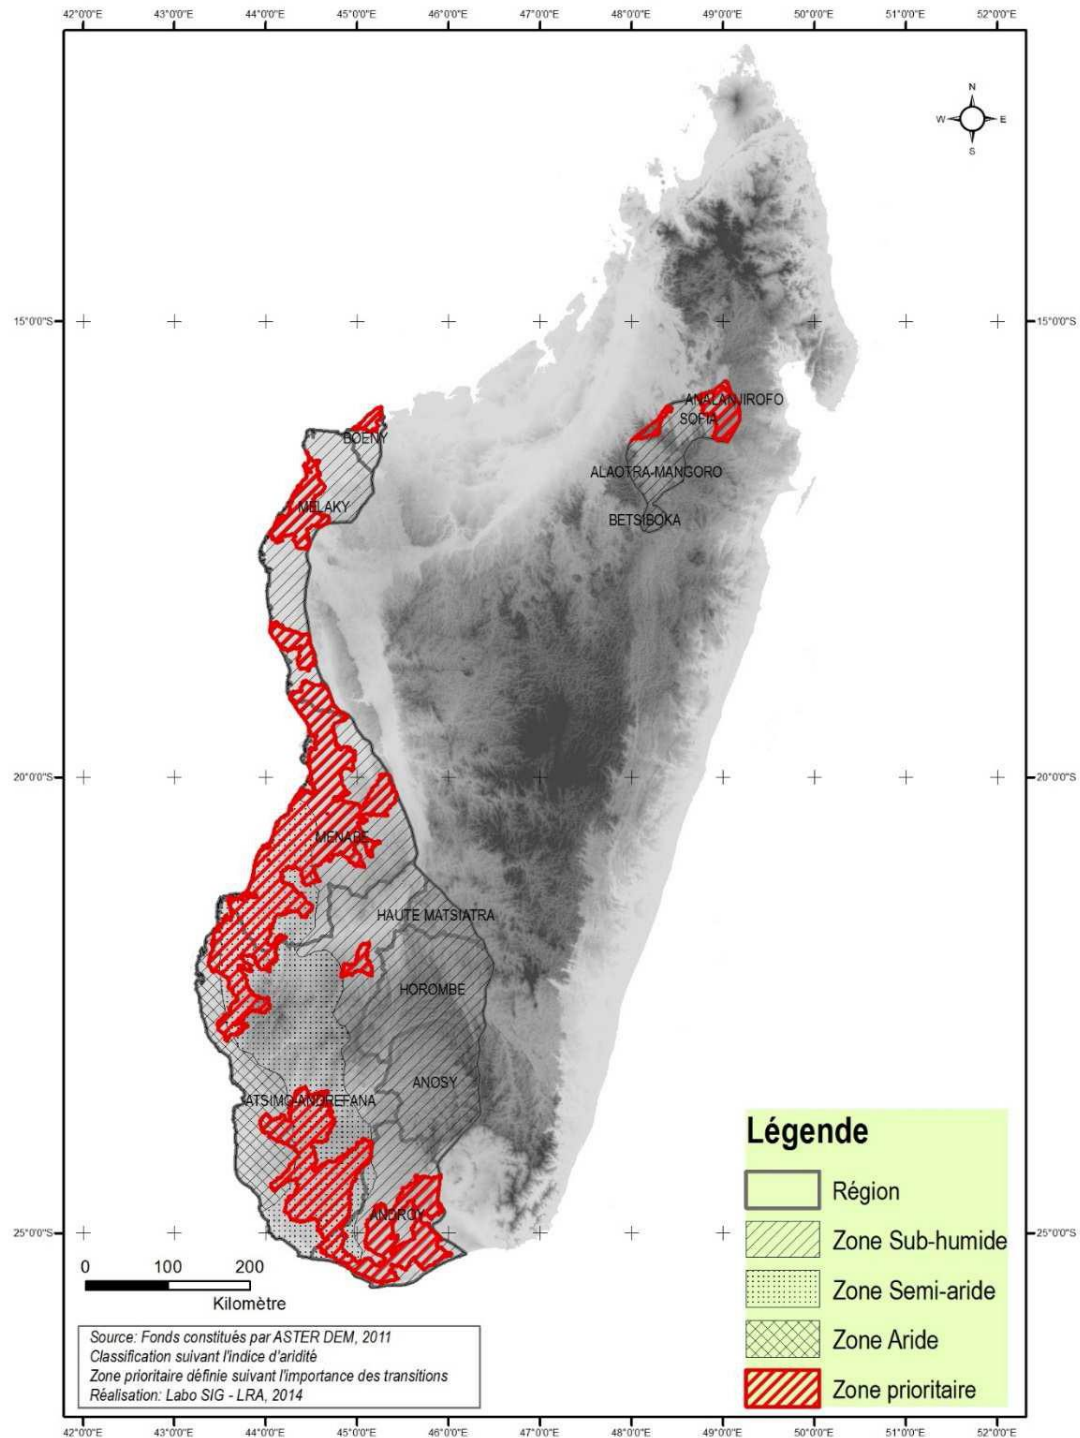 42°0'0"E 43°0'0"E 44°0'0"E 45°0'0"E 46°0'0"E 47°0'0"E 48°0'0"E 49°0'0"E 50°0'0"E 51°0'0"E 52°0'0"E
N
W E
S
15°0'0"S 15°0'0"S
ANALANJIROFO
SOFIA
BOENY
ALAOTRA-MANGORO
MELAKY
BETSIBOKA
20°0'0"S 20°0'0"S
MENABE
HAUTE MATSIATRA
HOROMBE
ANOSY
ATSIMO-ANDREFANA
ANDROY
25°0'0"S 25°0'0"S
0 100 200
Kilomètre
Source: Fonds constitués par ASTER DEM, 2011
Classification suivant l'indice d'aridité
Zone prioritaire définie suivant l'importance des transitions
Réalisation: Labo SIG - LRA, 2014
Légende
Région
Zone Sub-humide
Zone Semi-aride
Zone Aride
Zone prioritaire
42°0'0"E 43°0'0"E 44°0'0"E 45°0'0"E 46°0'0"E 47°0'0"E 48°0'0"E 49°0'0"E 50°0'0"E 51°0'0"E 52°0'0"E